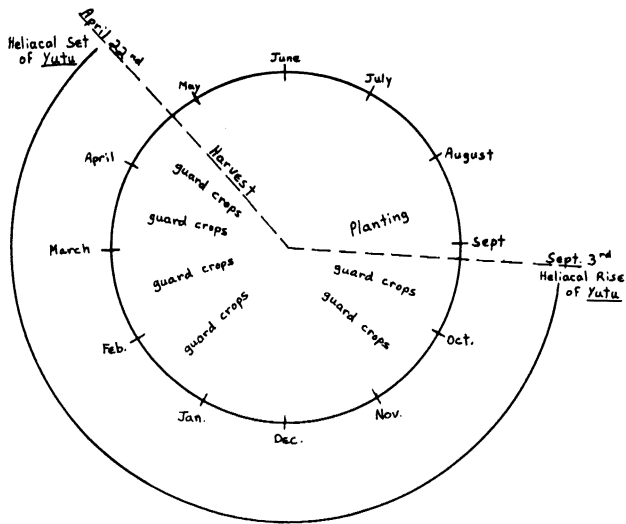 April 22nd
Heliacal Set
of Yutu
June
May
July
April
August
Harvest
guard crops
guard crops
Planting
March
Sept
Sept. 3rd
Heliacal Rise
of Yutu
guard crops
guard crops
guard crops
guard crops
Feb.
Oct.
Jan.
Nov.
Dec.